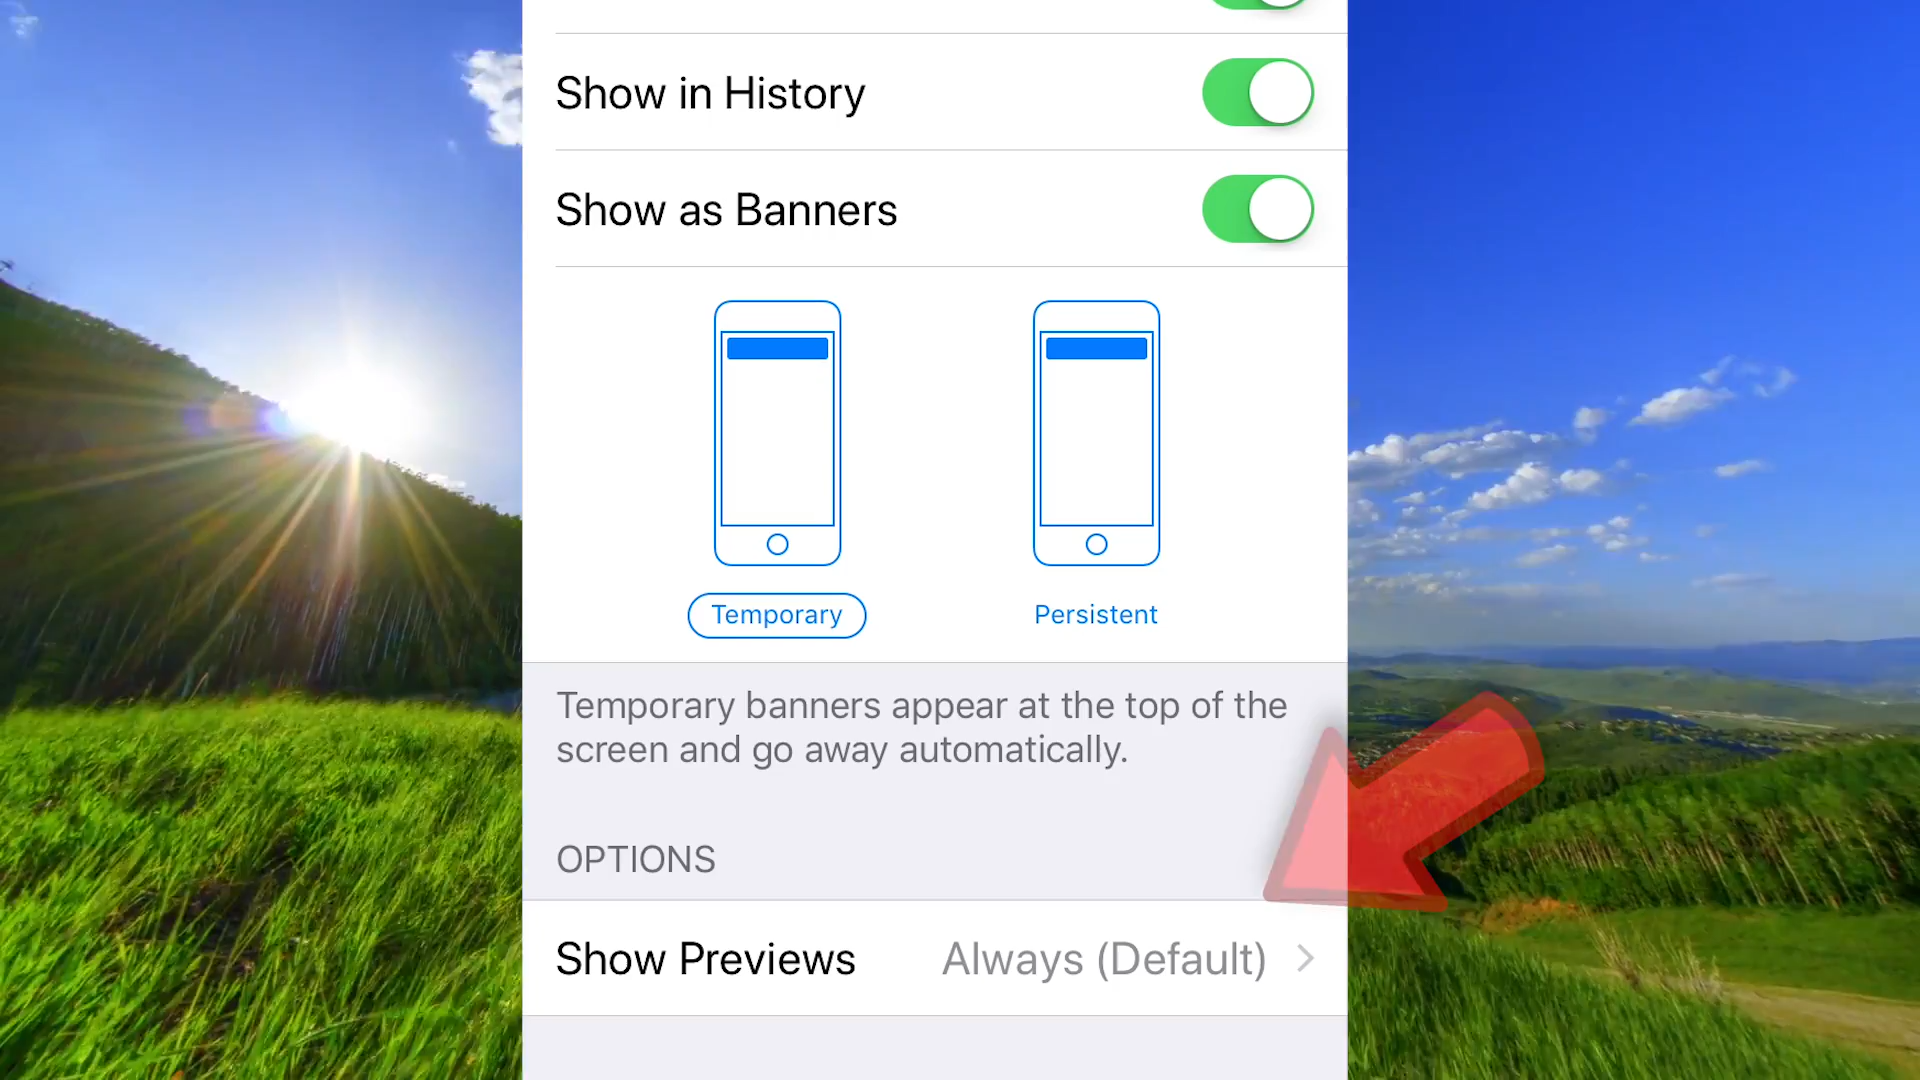 Show in History
Show as Banners
Temporary
Persistent
Temporary banners appear at the top of the
screen and go away automatically.
OPTIONS
Show Previews
Always (Default)